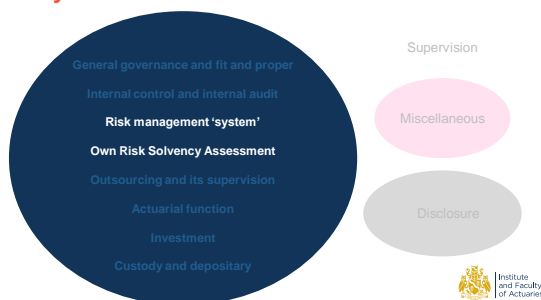 General governance and fit and proper
Internal control and internal audit
Risk management ‘system’
Own Risk Solvency Assessment
Outsourcing and its supervision
Actuarial function
Investment
Custody and depositary
Supervision
Miscellaneous
Disclosure
Institute
and Faculty
of Actuaries